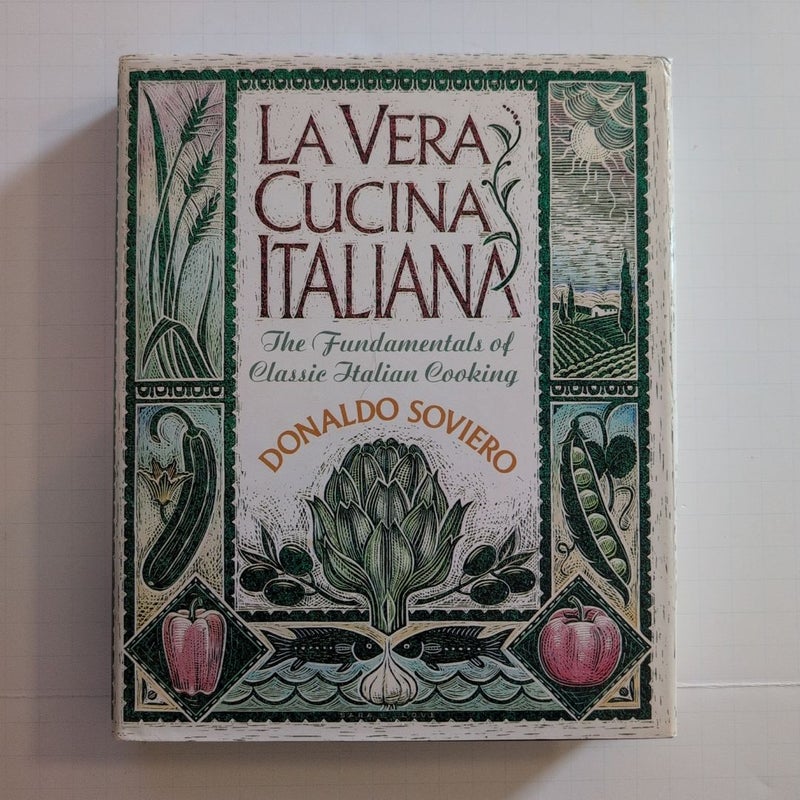 LA VERA
CUCINA
ITALIANA
The Fundamentals of
Classic Italian Cooking
DONALDO SOVIERO